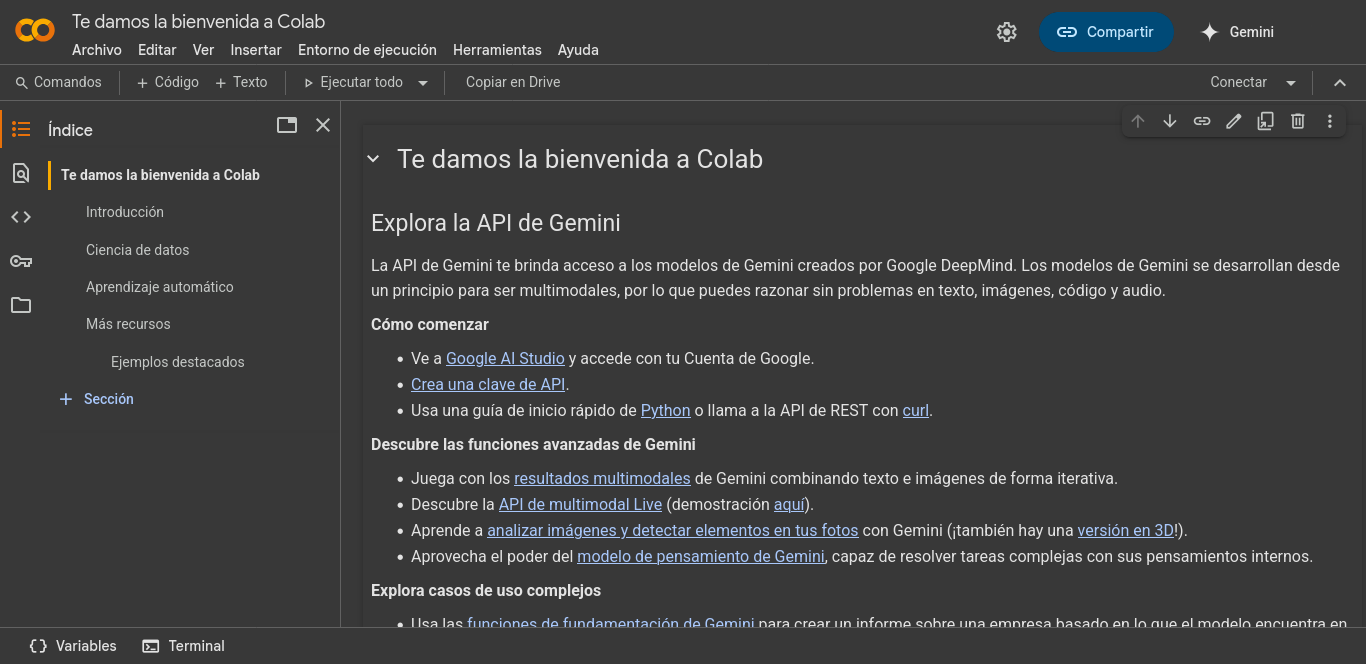 Te damos la bienvenida a Colab
Archivo Editar Ver Insertar Entorno de ejecución Herramientas Ayuda
Compartir
Gemini
Comandos + Código + Texto Ejecutar todo Copiar en Drive Conectar
Índice
Te damos la bienvenida a Colab
Introducción
Ciencia de datos
Aprendizaje automático
Más recursos
Ejemplos destacados
+ Sección
Te damos la bienvenida a Colab
Explora la API de Gemini
La API de Gemini te brinda acceso a los modelos de Gemini creados por Google DeepMind. Los modelos de Gemini se desarrollan desde
un principio para ser multimodales, por lo que puedes razonar sin problemas en texto, imágenes, código y audio.
Cómo comenzar
• Ve a Google AI Studio y accede con tu Cuenta de Google.
• Crea una clave de API.
• Usa una guía de inicio rápido de Python o llama a la API de REST con curl.
Descubre las funciones avanzadas de Gemini
• Juega con los resultados multimodales de Gemini combinando texto e imágenes de forma iterativa.
• Descubre la API de multimodal Live (demostración aquí).
• Aprende a analizar imágenes y detectar elementos en tus fotos con Gemini (¡también hay una versión en 3D!).
• Aprovecha el poder del modelo de pensamiento de Gemini, capaz de resolver tareas complejas con sus pensamientos internos.
Explora casos de uso complejos
• Usa las funciones de fundamentación de Gemini para crear un informe sobre una empresa basado en lo que el modelo encuentra en
Variables
Terminal